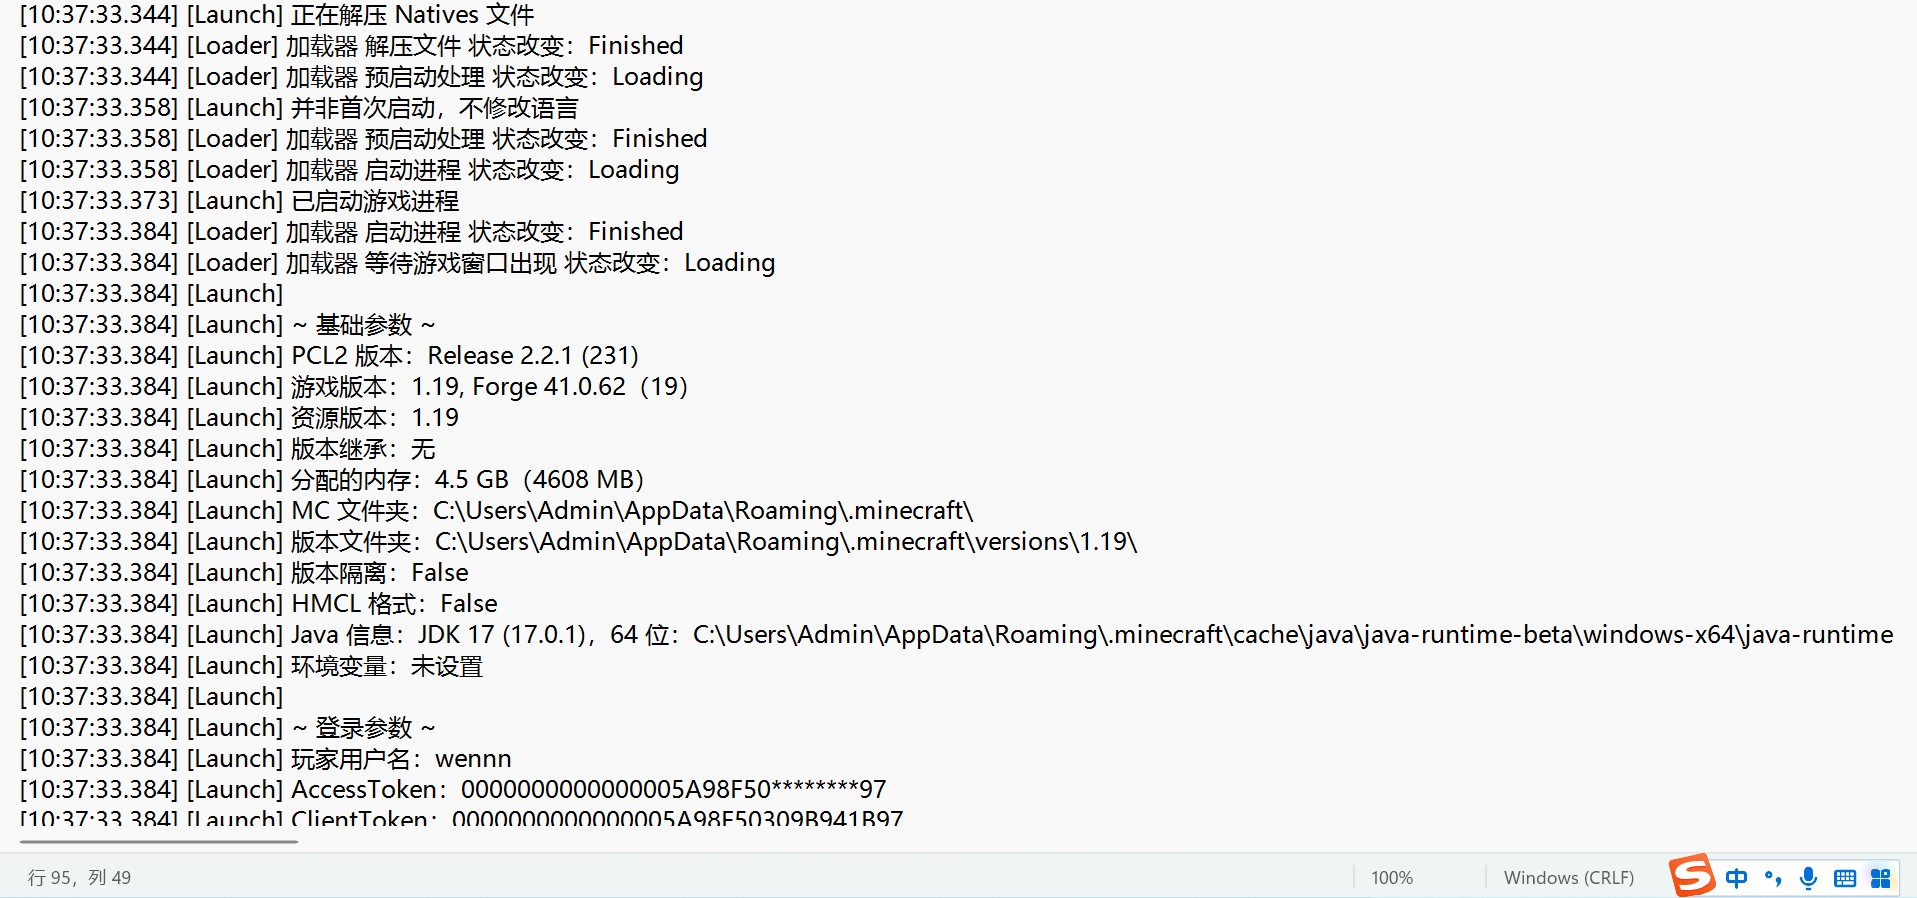 [10:37:33.344] [Launch] 正在解压 Natives 文件
[10:37:33.344] [Loader] 加载器 解压文件 状态改变：Finished
[10:37:33.344] [Loader] 加载器 预启动处理 状态改变：Loading
[10:37:33.358] [Launch] 并非首次启动，不修改语言
[10:37:33.358] [Loader] 加载器 预启动处理 状态改变：Finished
[10:37:33.358] [Loader] 加载器 启动进程 状态改变：Loading
[10:37:33.373] [Launch] 已启动游戏进程
[10:37:33.384] [Loader] 加载器 启动进程 状态改变：Finished
[10:37:33.384] [Loader] 加载器 等待游戏窗口出现 状态改变：Loading
[10:37:33.384] [Launch]
[10:37:33.384] [Launch] ~ 基础参数 ~
[10:37:33.384] [Launch] PCL2 版本：Release 2.2.1 (231)
[10:37:33.384] [Launch] 游戏版本：1.19, Forge 41.0.62（19）
[10:37:33.384] [Launch] 资源版本：1.19
[10:37:33.384] [Launch] 版本继承：无
[10:37:33.384] [Launch] 分配的内存：4.5 GB（4608 MB）
[10:37:33.384] [Launch] MC 文件夹：C:\Users\Admin\AppData\Roaming\.minecraft\
[10:37:33.384] [Launch] 版本文件夹：C:\Users\Admin\AppData\Roaming\.minecraft\versions\1.19\
[10:37:33.384] [Launch] 版本隔离：False
[10:37:33.384] [Launch] HMCL 格式：False
[10:37:33.384] [Launch] Java 信息：JDK 17 (17.0.1)，64 位：C:\Users\Admin\AppData\Roaming\.minecraft\cache\java\java-runtime-beta\windows-x64\java-runtime
[10:37:33.384] [Launch] 环境变量：未设置
[10:37:33.384] [Launch]
[10:37:33.384] [Launch] ~ 登录参数 ~
[10:37:33.384] [Launch] 玩家用户名：wennn
[10:37:33.384] [Launch] AccessToken：0000000000000005A98F50********97
[10:37:33.384] [Launch] ClientToken：0000000000000005A98F50309B941B97
行 95，列 49
100%
Windows (CRLF)
S 中